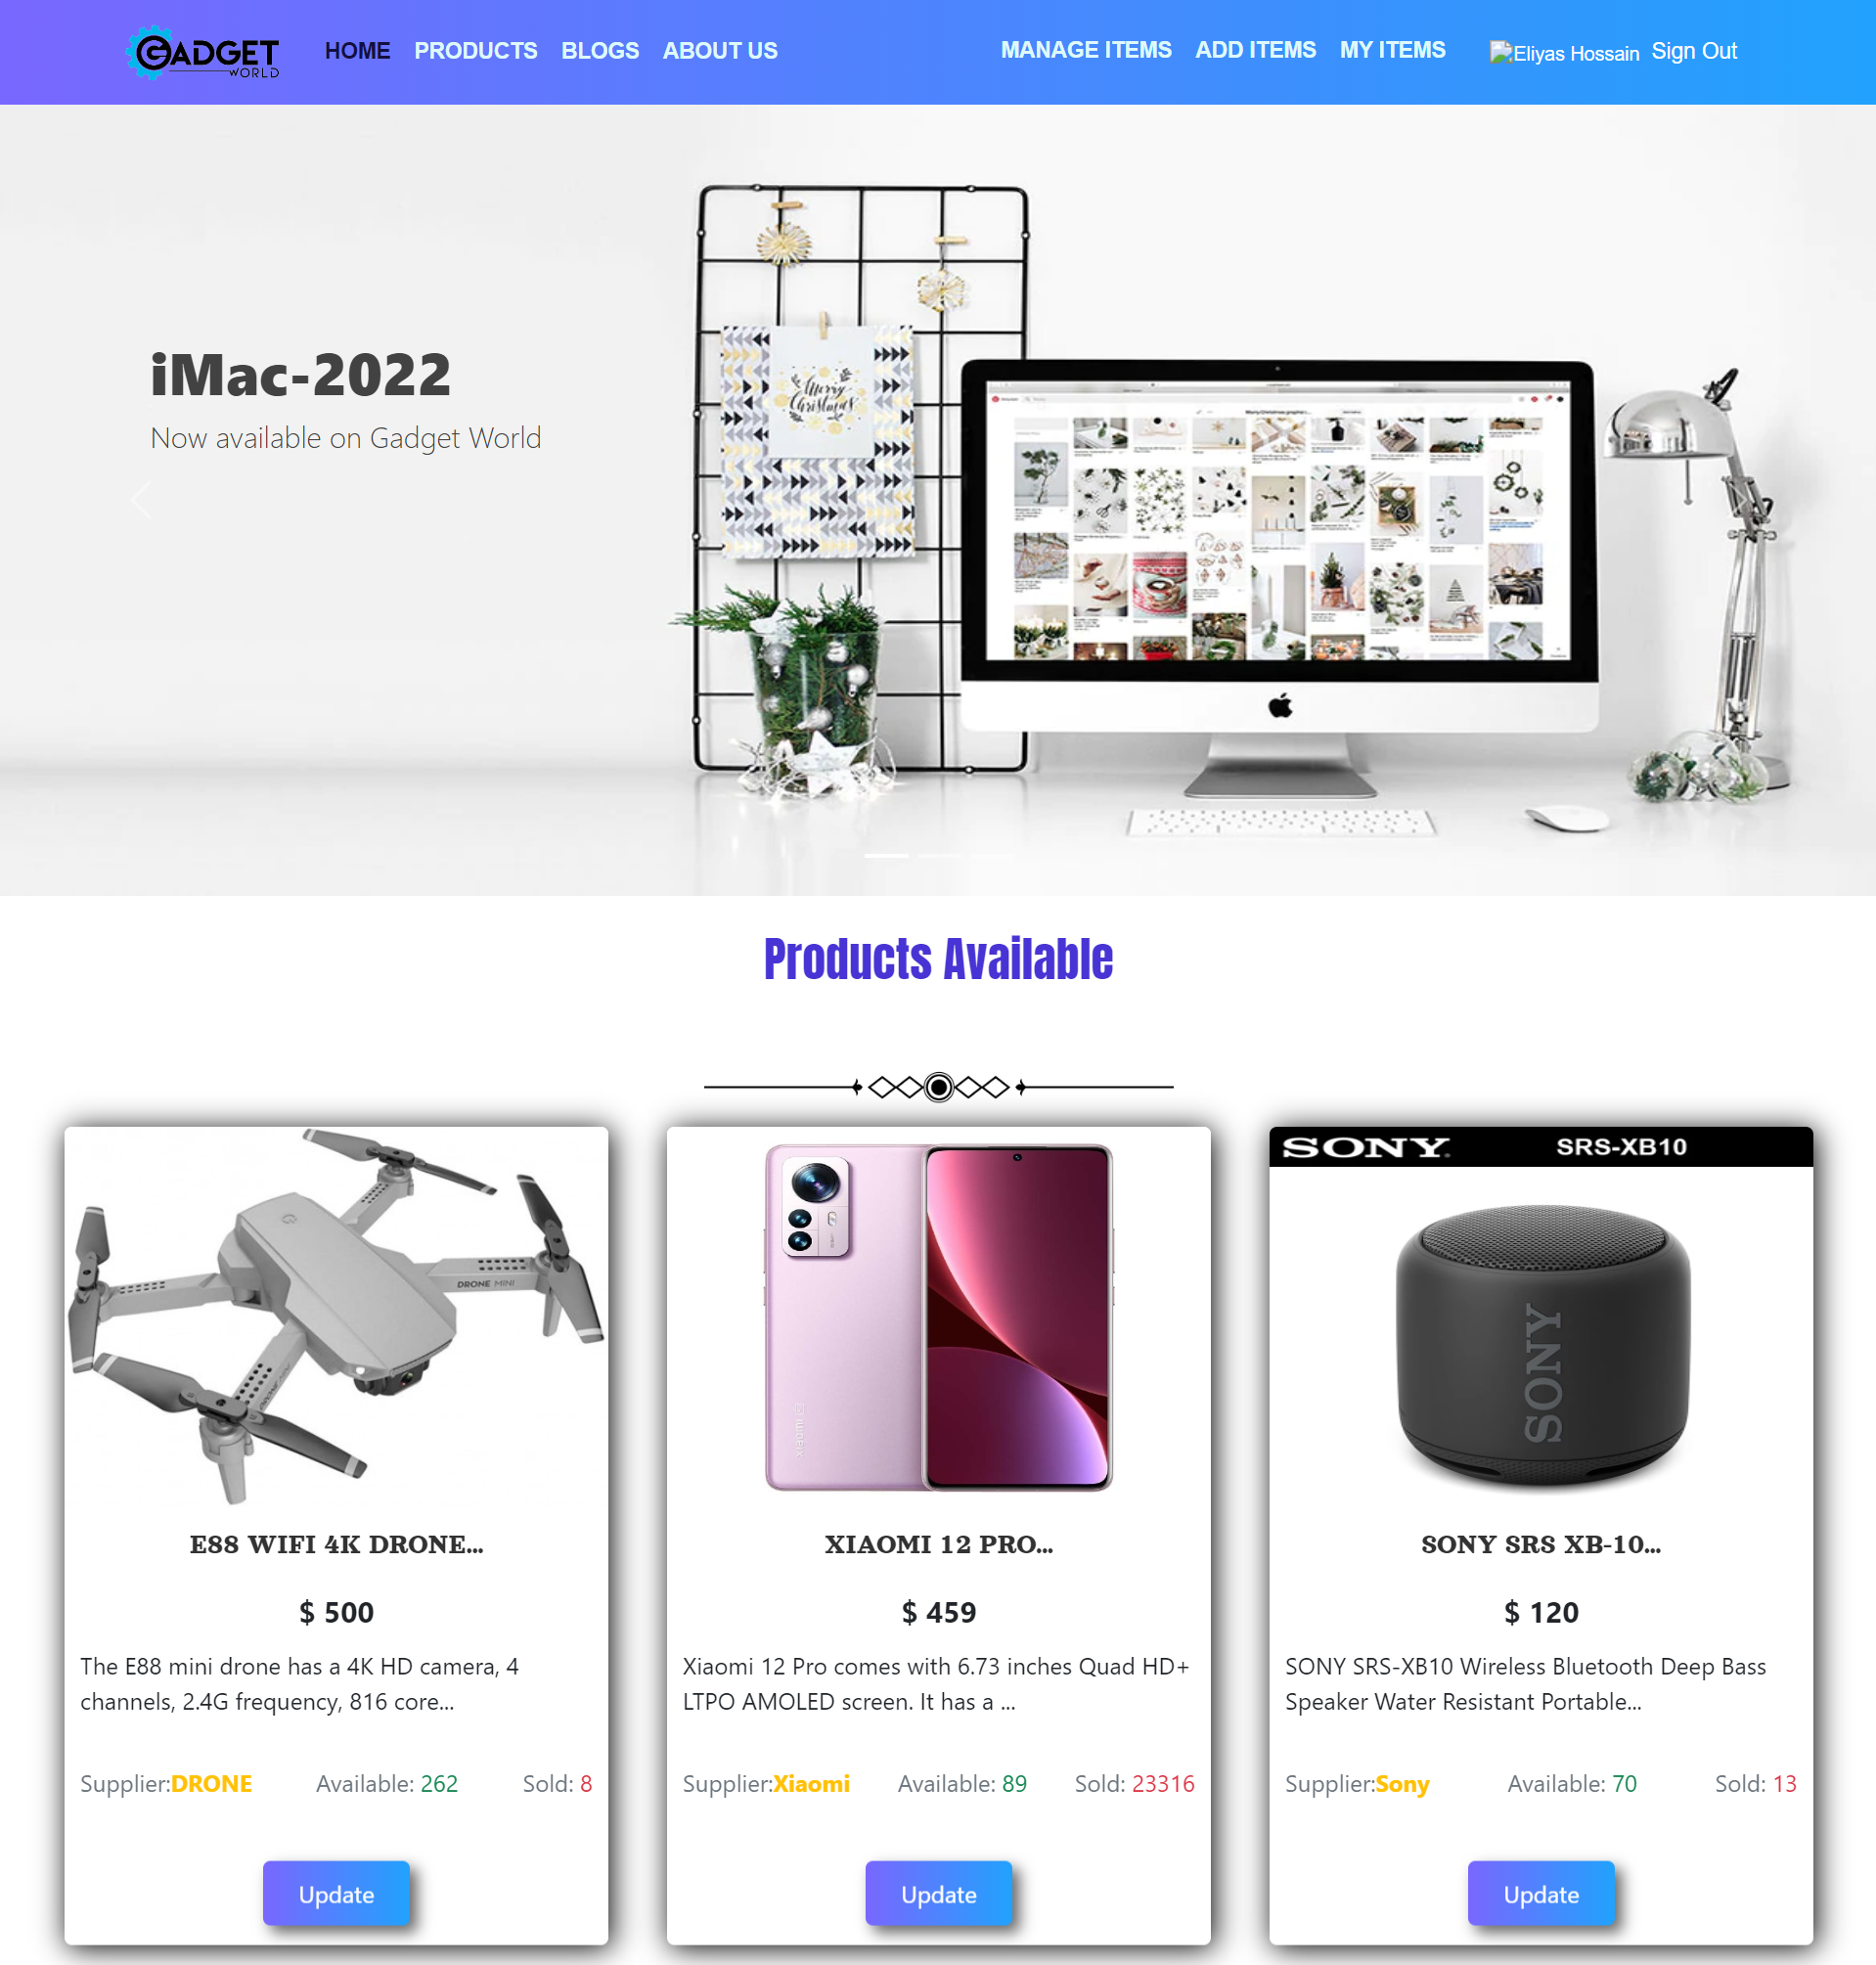 GADGET
WORLD
HOME PRODUCTS BLOGS ABOUT US
MANAGE ITEMS ADD ITEMS MY ITEMS Eliyas Hossain Sign Out
iMac-2022
Now available on Gadget World
Merry
Christmas
Products Available
DRONE MINI
xiaomi
SONY
SRS-XB10
SONY
E88 WIFI 4K DRONE...
$ 500
The E88 mini drone has a 4K HD camera, 4
channels, 2.4G frequency, 816 core...
Supplier:DRONE Available: 262 Sold: 8
Update
XIAOMI 12 PRO...
$ 459
Xiaomi 12 Pro comes with 6.73 inches Quad HD+
LTPO AMOLED screen. It has a ...
Supplier:Xiaomi Available: 89 Sold: 23316
Update
SONY SRS XB-10...
$ 120
SONY SRS-XB10 Wireless Bluetooth Deep Bass
Speaker Water Resistant Portable...
Supplier:Sony Available: 70 Sold: 13
Update